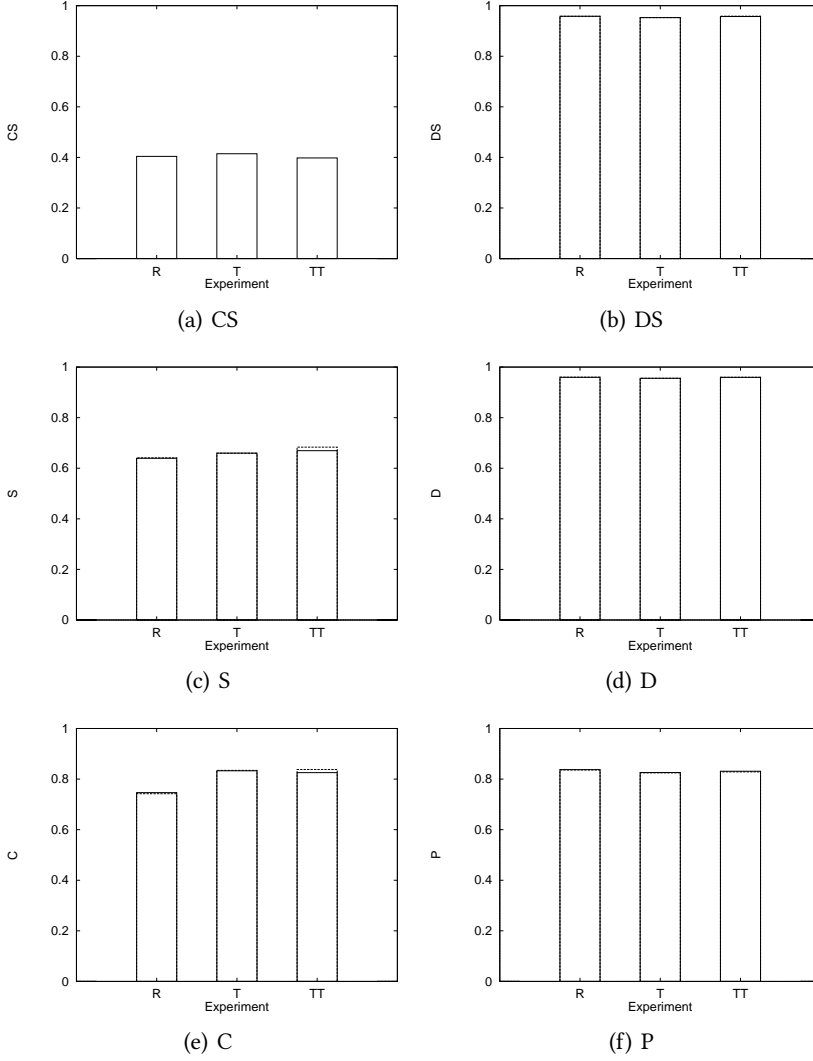 1
0.8
0.6
CS
0.4
0.2
0
R T TT
Experiment
(a) CS
1
0.8
0.6
DS
0.4
0.2
0
R T TT
Experiment
(b) DS
1
0.8
0.6
S
0.4
0.2
0
R T TT
Experiment
(c) S
1
0.8
0.6
D
0.4
0.2
0
R T TT
Experiment
(d) D
1
0.8
0.6
C
0.4
0.2
0
R T TT
Experiment
(e) C
1
0.8
0.6
P
0.4
0.2
0
R T TT
Experiment
(f) P